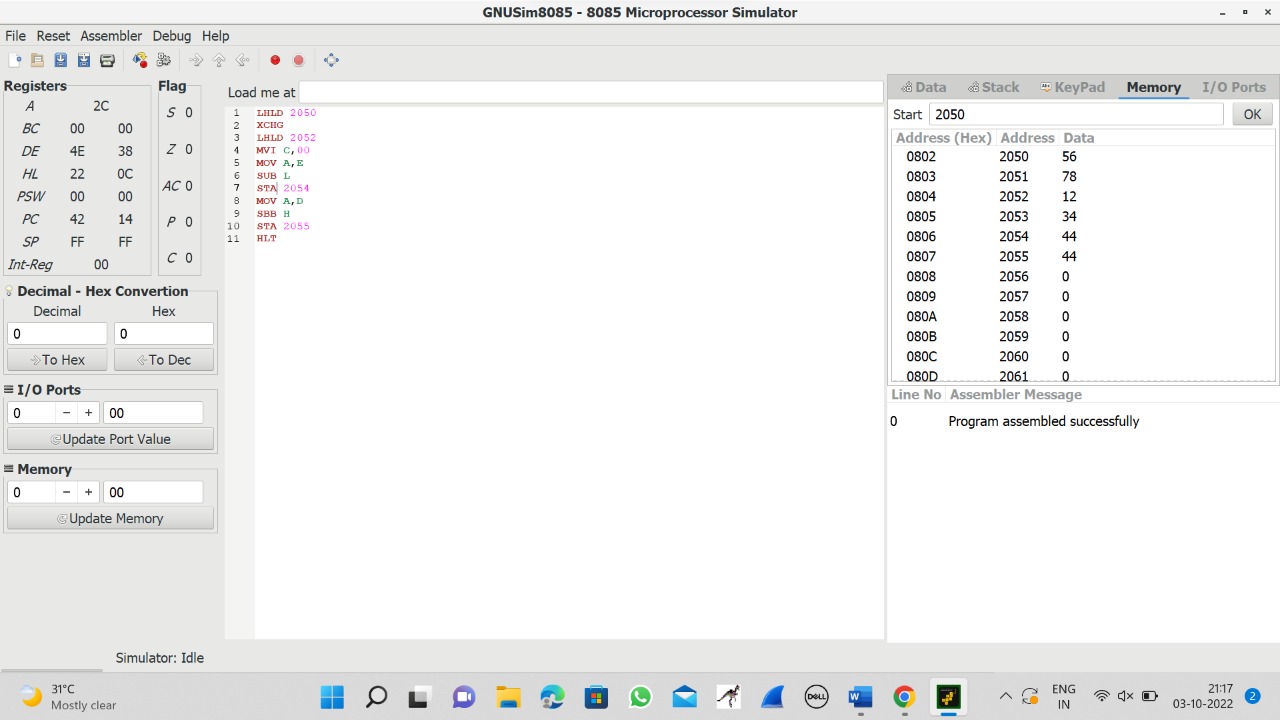 GNUSim8085 - 8085 Microprocessor Simulator
File Reset Assembler Debug Help
Registers
A 2C
BC 00 00
DE 4E 38
HL 22 0C
PSW 00 00
PC 42 14
SP FF FF
Int-Reg 00
Flag
S 0
Z 0
AC 0
P 0
C 0
Decimal - Hex Convertion
Decimal Hex
0 0
To Hex To Dec
I/O Ports
0 − + 00
Update Port Value
Memory
0 − + 00
Update Memory
Load me at
1 LHLD 2050
2 XCHG
3 LHLD 2052
4 MVI C,00
5 MOV A,E
6 SUB L
7 STA 2054
8 MOV A,D
9 SBB H
10 STA 2055
11 HLT
Data Stack KeyPad Memory I/O Ports
Start 2050 OK
Address (Hex) Address Data
0802 2050 56
0803 2051 78
0804 2052 12
0805 2053 34
0806 2054 44
0807 2055 44
0808 2056 0
0809 2057 0
080A 2058 0
080B 2059 0
080C 2060 0
080D 2061 0
Line No Assembler Message
0 Program assembled successfully
Simulator: Idle
31°C
Mostly clear
DELL
ENG
IN
21:17
03-10-2022
2